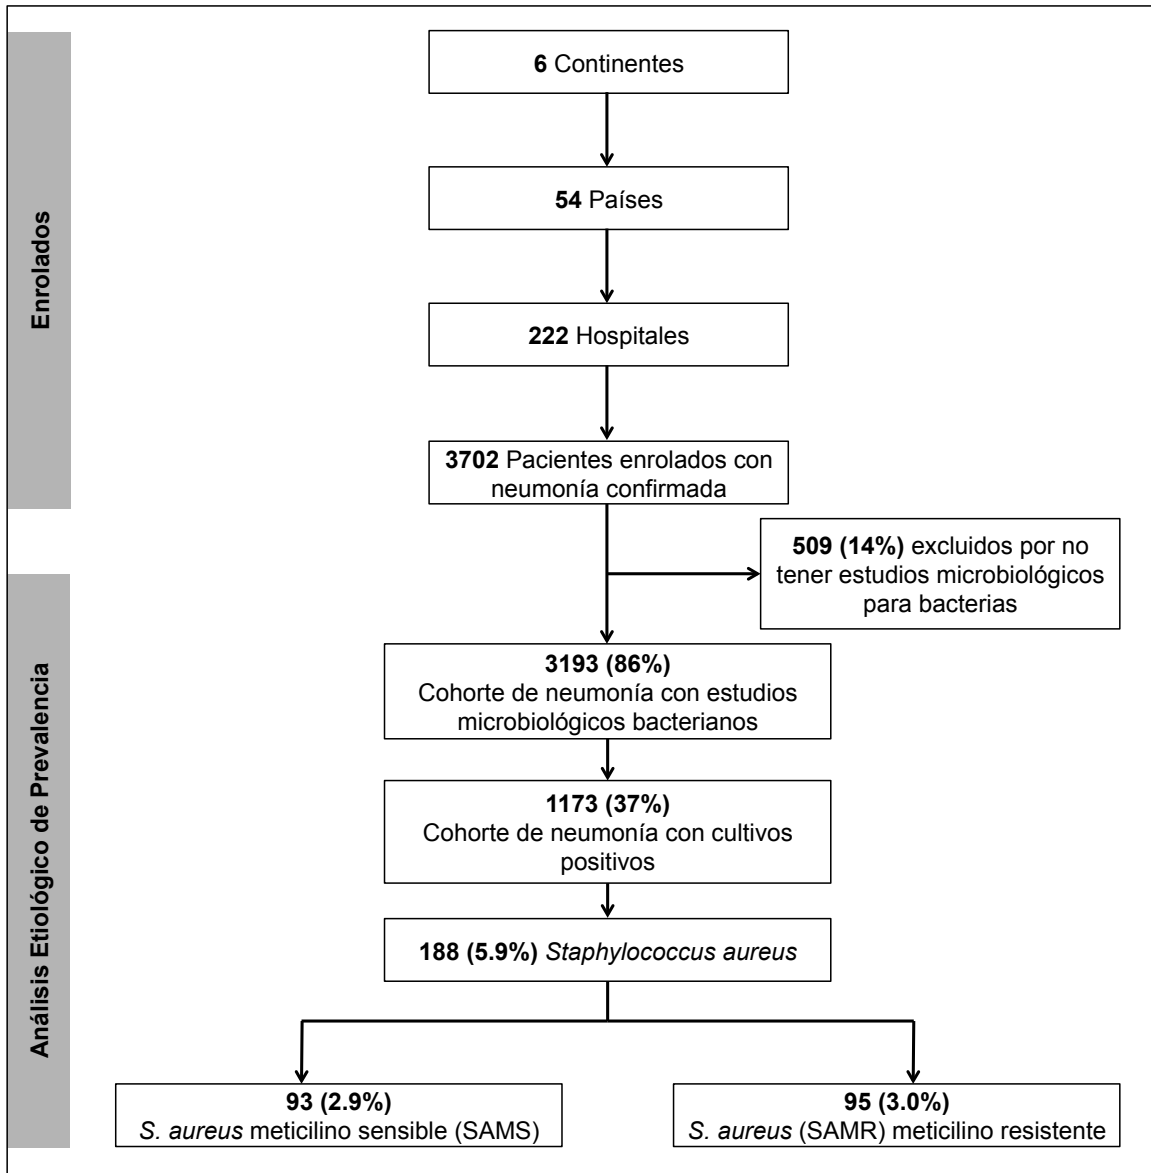 Enrolados
6 Continentes
54 Países
222 Hospitales
3702 Pacientes enrolados con
neumonía confirmada
509 (14%) excluidos por no
tener estudios microbiológicos
para bacterias
Análisis Etiológico de Prevalencia
3193 (86%)
Cohorte de neumonía con estudios
microbiológicos bacterianos
1173 (37%)
Cohorte de neumonía con cultivos
positivos
188 (5.9%) Staphylococcus aureus
93 (2.9%)
S. aureus meticilino sensible (SAMS)
95 (3.0%)
S. aureus (SAMR) meticilino resistente